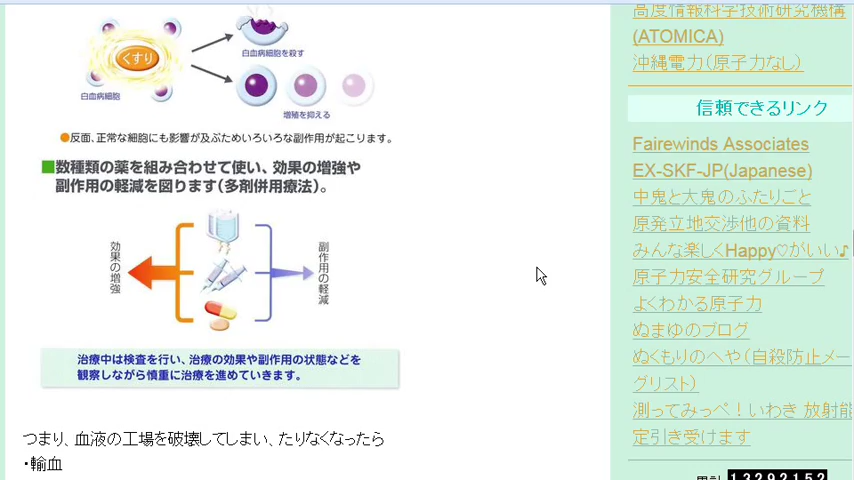 くすり
白血病細胞を殺す
白血病細胞
増殖を抑える
●反面、正常な細胞にも影響が及ぶためいろいろな副作用が起こります。
■数種類の薬を組み合わせて使い、効果の増強や
副作用の軽減を図ります(多剤併用療法)。
効果の増強
副作用の軽減
治療中は検査を行い、治療の効果や副作用の状態などを
観察しながら慎重に治療を進めていきます。
つまり、血液の工場を破壊してしまい、たりなくなったら
・輸血
高度情報科学技術研究機構
(ATOMICA)
沖縄電力(原子力なし)
信頼できるリンク
Fairewinds Associates
EX-SKF-JP(Japanese)
中鬼と大鬼のふたりごと
原発立地交渉他の資料
みんな楽しくHappy♡がいい♪
原子力安全研究グループ
よくわかる原子力
ぬまゆのブログ
ぬくもりのへや(自殺防止メー
グリスト)
測ってみっぺ!いわき 放射能
定引き受けます
累計 13292152